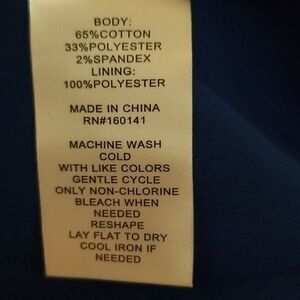 BODY:
65%COTTON
33%POLYESTER
2%SPANDEX
LINING:
100%POLYESTER
MADE IN CHINA
RN#160141
MACHINE WASH
COLD
WITH LIKE COLORS
GENTLE CYCLE
ONLY NON-CHLORINE
BLEACH WHEN
NEEDED
RESHAPE
LAY FLAT TO DRY
COOL IRON IF
NEEDED